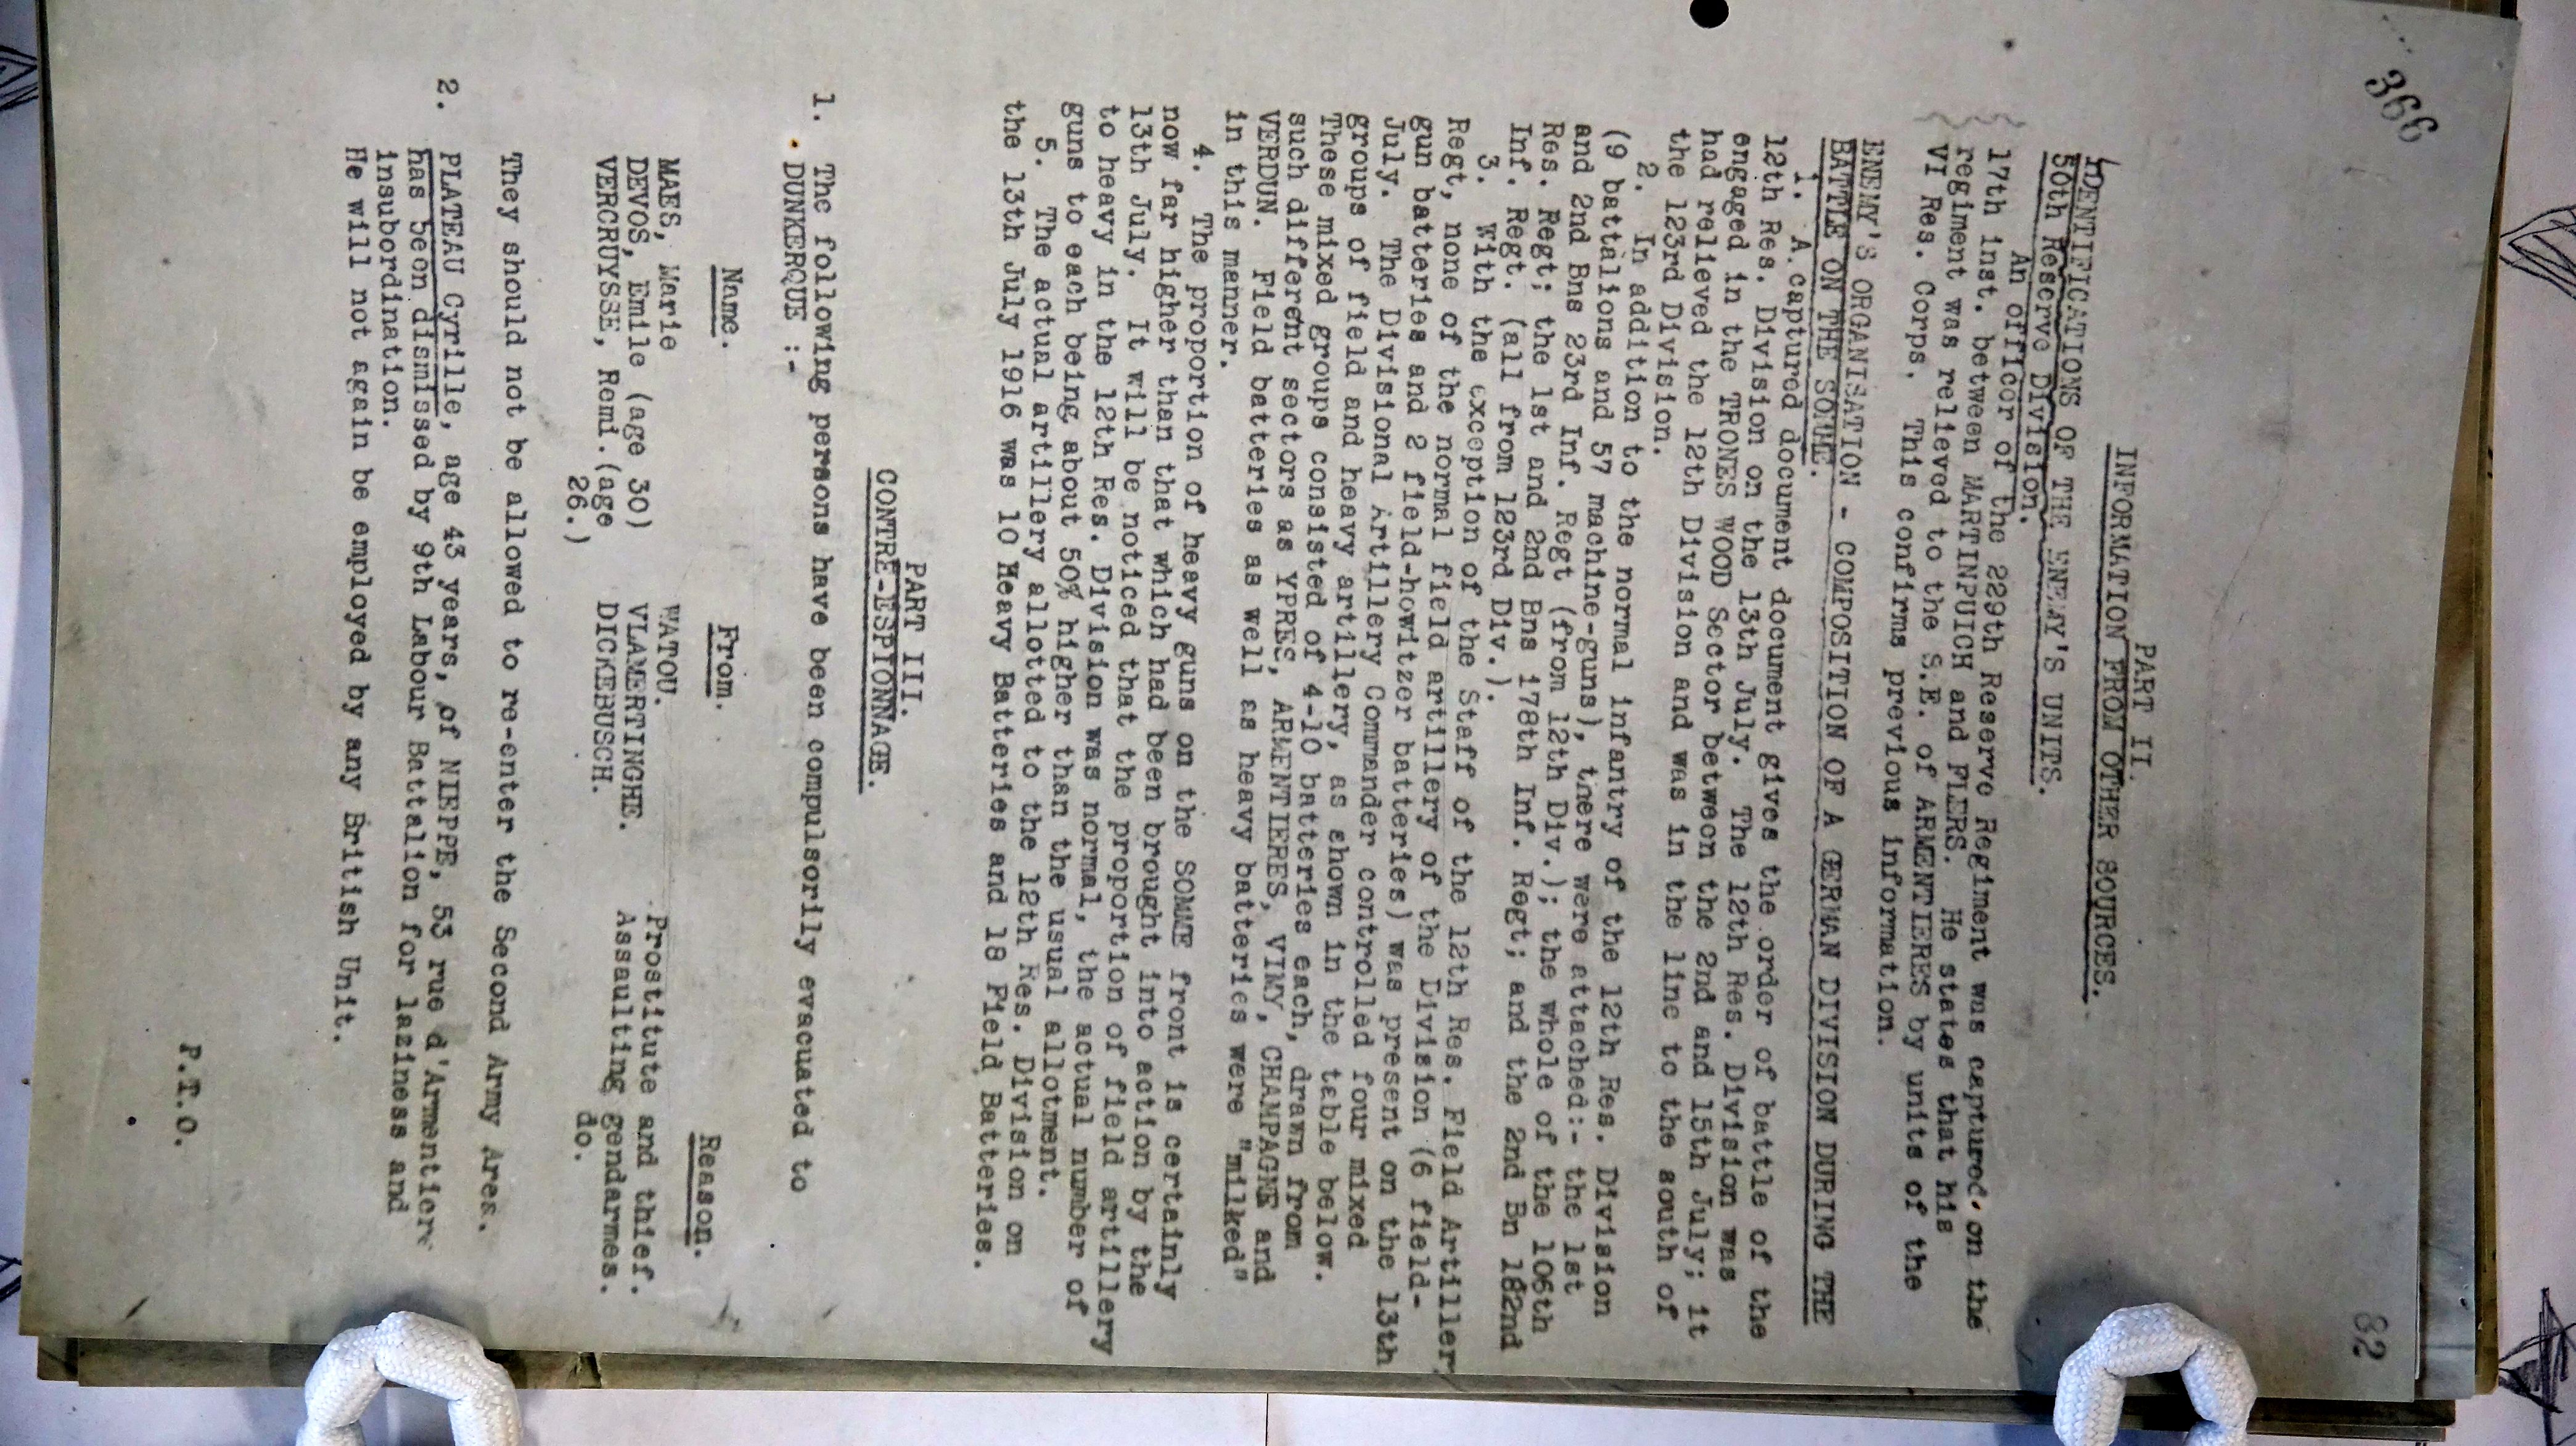 366
82
PART II.
INFORMATION FROM OTHER SOURCES.
IDENTIFICATIONS OF THE ENEMY'S UNITS.
50th Reserve Division.
An officer of the 229th Reserve Regiment was captured on the
17th inst. between MARTINPUICH and FLERS. He states that his
regiment was relieved to the S.E. of ARMENTIERES by units of the
VI Res. Corps. This confirms previous information.
ENEMY'S ORGANISATION - COMPOSITION OF A GERMAN DIVISION DURING THE
BATTLE ON THE SOMME.
1. A captured document document gives the order of battle of the
12th Res. Division on the 13th July. The 12th Res. Division was
engaged in the TRONES WOOD Sector between the 2nd and 15th July; it
had relieved the 12th Division and was in the line to the south of
the 123rd Division.
2. In addition to the normal infantry of the 12th Res. Division
(9 battalions and 57 machine-guns), there were attached:- the 1st
and 2nd Bns 23rd Inf. Regt (from 12th Div.); the whole of the 106th
Res. Regt; the 1st and 2nd Bns 178th Inf. Regt; and the 2nd Bn 182nd
Inf. Regt. (all from 123rd Div.).
3. With the exception of the Staff of the 12th Res. Field Artiller
Regt, none of the normal field artillery of the Division (6 field-
gun batteries and 2 field-howitzer batteries) was present on the 13th
July. The Divisional Artillery Commander controlled four mixed
groups of field and heavy artillery, as shown in the table below.
These mixed groups consisted of 4-10 batteries each, drawn from
such different sectors as YPRES, ARMENTIERES, VIMY, CHAMPAGNE and
VERDUN. Field batteries as well as heavy batteries were "milked"
in this manner.
4. The proportion of heavy guns on the SOMME front is certainly
now far higher than that which had been brought into action by the
13th July. It will be noticed that the proportion of field artillery
to heavy in the 12th Res. Division was normal, the actual number of
guns to each being about 50% higher than the usual allotment.
5. The actual artillery allotted to the 12th Res. Division on
the 13th July 1916 was 10 Heavy Batteries and 18 Field Batteries.
PART III.
CONTRE-ESPIONNAGE.
1. The following persons have been compulsorily evacuated to
DUNKERQUE :-
Name. From. Reason.
MAES, Marie WATOU. Prostitute and thief.
DEVOS, Emile (age 30) VLAMERTINGHE. Assaulting gendarmes.
VERCRUYSSE, Remi.(age DICKEBUSCH. do.
26.)
They should not be allowed to re-enter the Second Army Area.
2. PLATEAU Cyrille, age 43 years, of NIEPPE, 53 rue d'Armentiere
has been dismissed by 9th Labour Battalion for laziness and
insubordination.
He will not again be employed by any British Unit.
P.T.O.